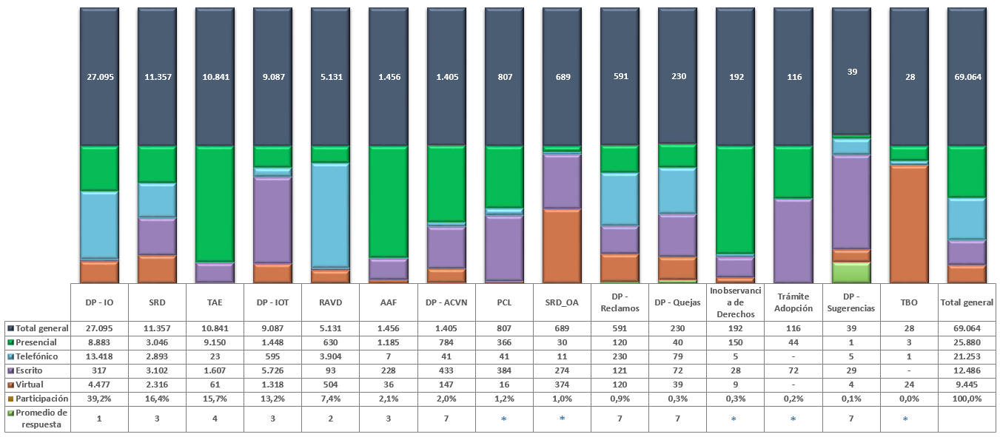 27.095 11.357 10.841 9.087 5.131 1.456 1.405 807 689 591 230 192 116 39 28 69.064
DP - IO SRD TAE DP - IOT RAVD AAF DP - ACVN PCL SRD_OA DP - Reclamos DP - Quejas Inobservancia de Derechos Trámite Adopción DP - Sugerencias TBO Total general
Total general 27.095 11.357 10.841 9.087 5.131 1.456 1.405 807 689 591 230 192 116 39 28 69.064
Presencial 8.883 3.046 9.150 1.448 630 1.185 784 366 30 120 40 150 44 1 3 25.880
Telefónico 13.418 2.893 23 595 3.904 7 41 41 11 230 79 5 - 5 1 21.253
Escrito 317 3.102 1.607 5.726 93 228 433 384 274 121 72 28 72 29 - 12.486
Virtual 4.477 2.316 61 1.318 504 36 147 16 374 120 39 9 - 4 24 9.445
Participación 39,2% 16,4% 15,7% 13,2% 7,4% 2,1% 2,0% 1,2% 1,0% 0,9% 0,3% 0,3% 0,2% 0,1% 0,0% 100,0%
Promedio de respuesta 1 3 4 3 2 3 7 * * 7 7 * * 7 *